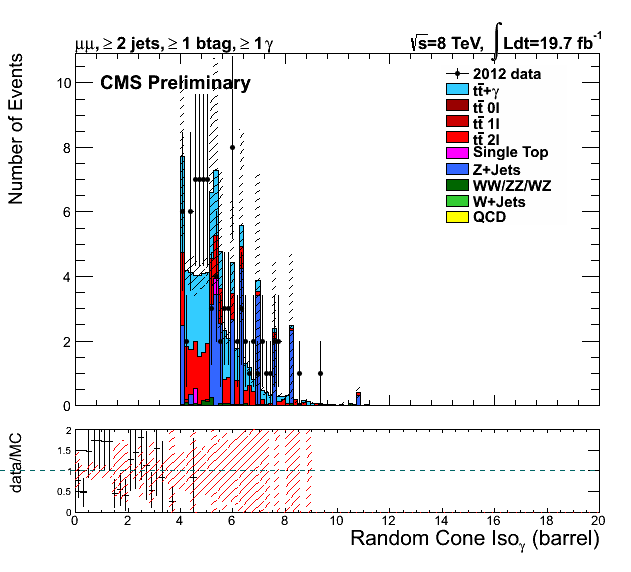 μμ, ≥ 2 jets, ≥ 1 btag, ≥ 1 γ
√s=8 TeV, ∫ Ldt=19.7 fb⁻¹
CMS Preliminary
Number of Events
10
8
6
4
2
0
2012 data
tt̄+γ
tt̄ 0l
tt̄ 1l
tt̄ 2l
Single Top
Z+Jets
WW/ZZ/WZ
W+Jets
QCD
data/MC
2
1.5
1
0.5
0
0 2 4 6 8 10 12 14 16 18 20
Random Cone Isoγ (barrel)